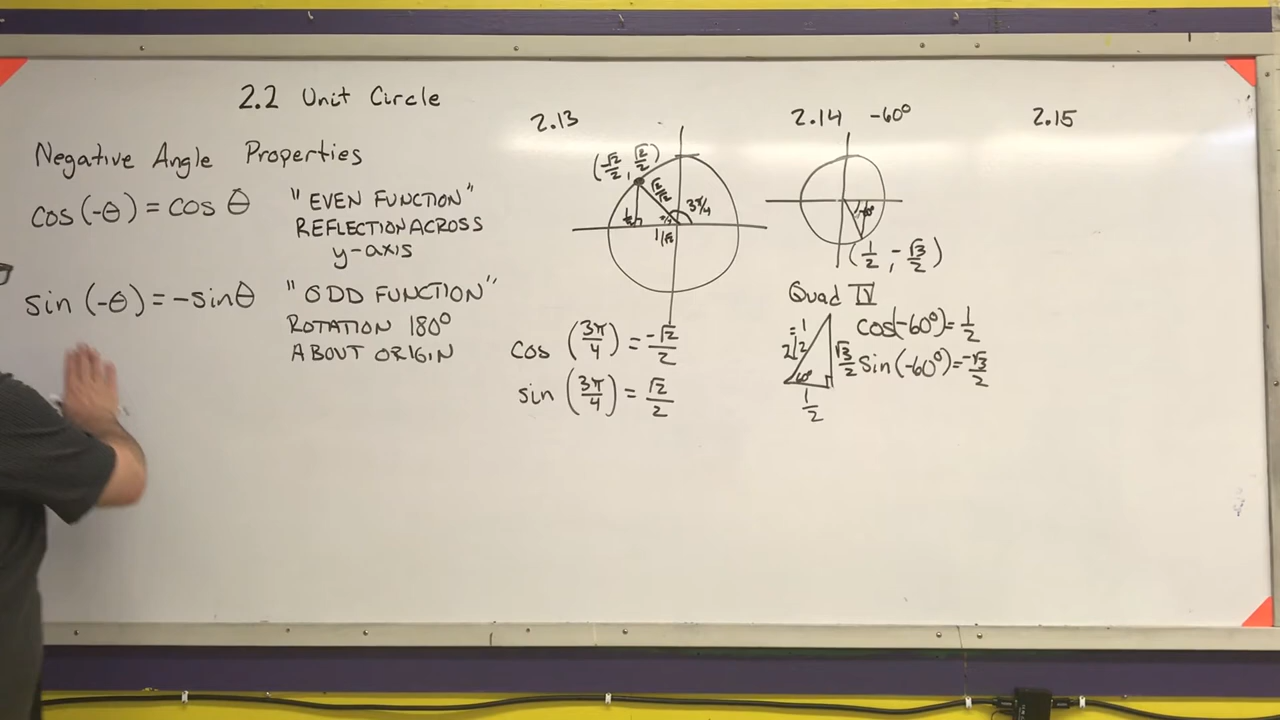 2.2 Unit Circle
Negative Angle Properties
cos(-θ) = cos θ
"EVEN FUNCTION"
REFLECTION ACROSS
y-axis
sin(-θ) = -sinθ
"ODD FUNCTION"
ROTATION 180°
ABOUT ORIGIN
2.13
(-√2/2, √2/2)
3π/4
cos (3π/4) = -√2/2
sin (3π/4) = √2/2
2.14 -60°
(1/2, -√3/2)
Quad IV
cos(-60°) = 1/2
√3/2 sin(-60°) = -√3/2
60°
1/2
2.15